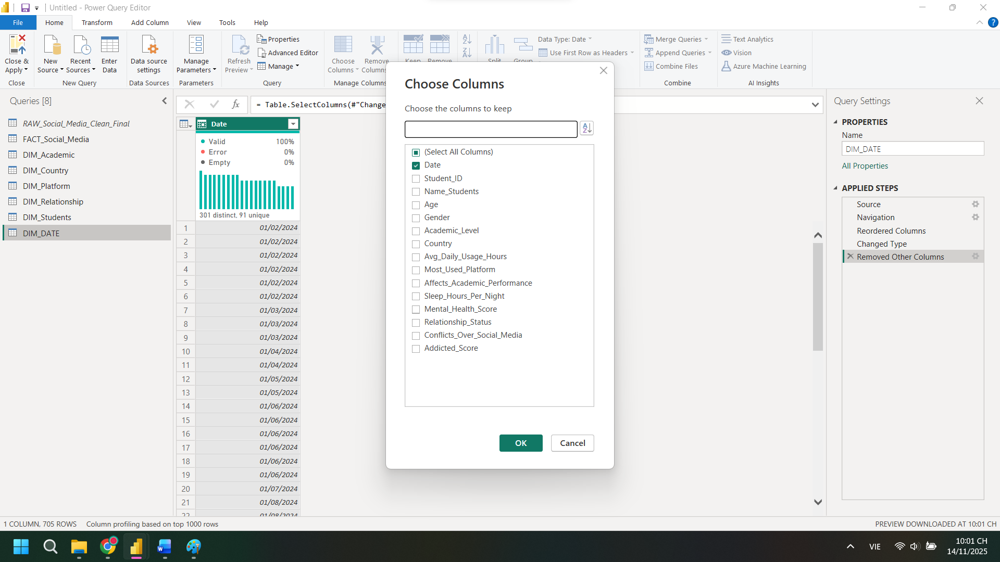 Untitled - Power Query Editor
File Home Transform Add Column View Tools Help
Close & Apply
Close
New Source
Recent Sources
Enter Data
New Query
Data source settings
Data Sources
Manage Parameters
Parameters
Refresh Preview
Properties
Advanced Editor
Manage
Query
Choose Columns
Remove Columns
Manage Columns
Keep
Remove
Split
Group
Data Type: Date
Use First Row as Headers
Merge Queries
Append Queries
Combine Files
Combine
Text Analytics
Vision
Azure Machine Learning
AI Insights
Queries [8]
RAW_Social_Media_Clean_Final
FACT_Social_Media
DIM_Academic
DIM_Country
DIM_Platform
DIM_Relationship
DIM_Students
DIM_DATE
fx
= Table.SelectColumns(#"Change
Date
Valid 100%
Error 0%
Empty 0%
301 distinct, 91 unique
1 01/02/2024
2 01/02/2024
3 01/02/2024
4 01/02/2024
5 01/02/2024
6 01/02/2024
7 01/03/2024
8 01/03/2024
9 01/03/2024
10 01/04/2024
11 01/04/2024
12 01/05/2024
13 01/05/2024
14 01/06/2024
15 01/06/2024
16 01/06/2024
17 01/06/2024
18 01/06/2024
19 01/06/2024
20 01/07/2024
21 01/08/2024
22 01/08/2024
Choose Columns
Choose the columns to keep
(Select All Columns)
Date
Student_ID
Name_Students
Age
Gender
Academic_Level
Country
Avg_Daily_Usage_Hours
Most_Used_Platform
Affects_Academic_Performance
Sleep_Hours_Per_Night
Mental_Health_Score
Relationship_Status
Conflicts_Over_Social_Media
Addicted_Score
OK
Cancel
Query Settings
PROPERTIES
Name
DIM_DATE
All Properties
APPLIED STEPS
Source
Navigation
Reordered Columns
Changed Type
Removed Other Columns
1 COLUMN, 705 ROWS Column profiling based on top 1000 rows
PREVIEW DOWNLOADED AT 10:01 CH
VIE
10:01 CH
14/11/2025